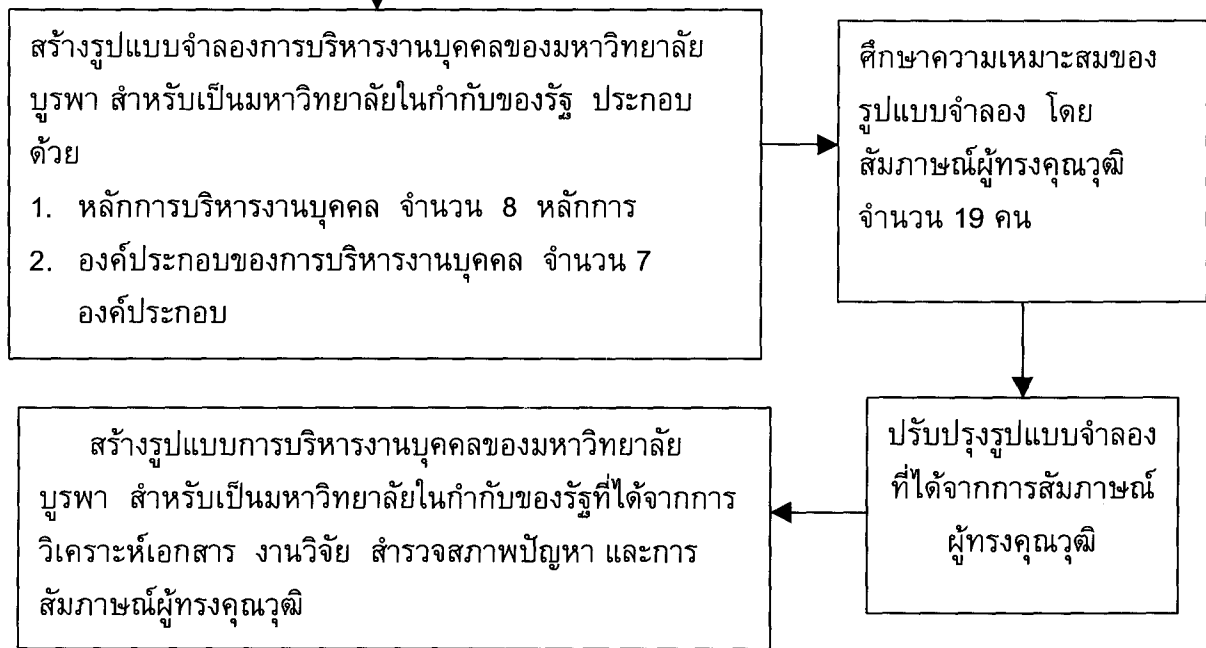 สร้างรูปแบบจำลองการบริหารงานบุคคลของมหาวิทยาลัย
บูรพา สำหรับเป็นมหาวิทยาลัยในกำกับของรัฐ ประกอบ
ด้วย
1. หลักการบริหารงานบุคคล จำนวน 8 หลักการ
2. องค์ประกอบของการบริหารงานบุคคล จำนวน 7
องค์ประกอบ
ศึกษาความเหมาะสมของ
รูปแบบจำลอง โดย
สัมภาษณ์ผู้ทรงคุณวุฒิ
จำนวน 19 คน
ปรับปรุงรูปแบบจำลอง
ที่ได้จากการสัมภาษณ์
ผู้ทรงคุณวุฒิ
สร้างรูปแบบการบริหารงานบุคคลของมหาวิทยาลัย
บูรพา สำหรับเป็นมหาวิทยาลัยในกำกับของรัฐที่ได้จากการ
วิเคราะห์เอกสาร งานวิจัย สำรวจสภาพปัญหา และการ
สัมภาษณ์ผู้ทรงคุณวุฒิ